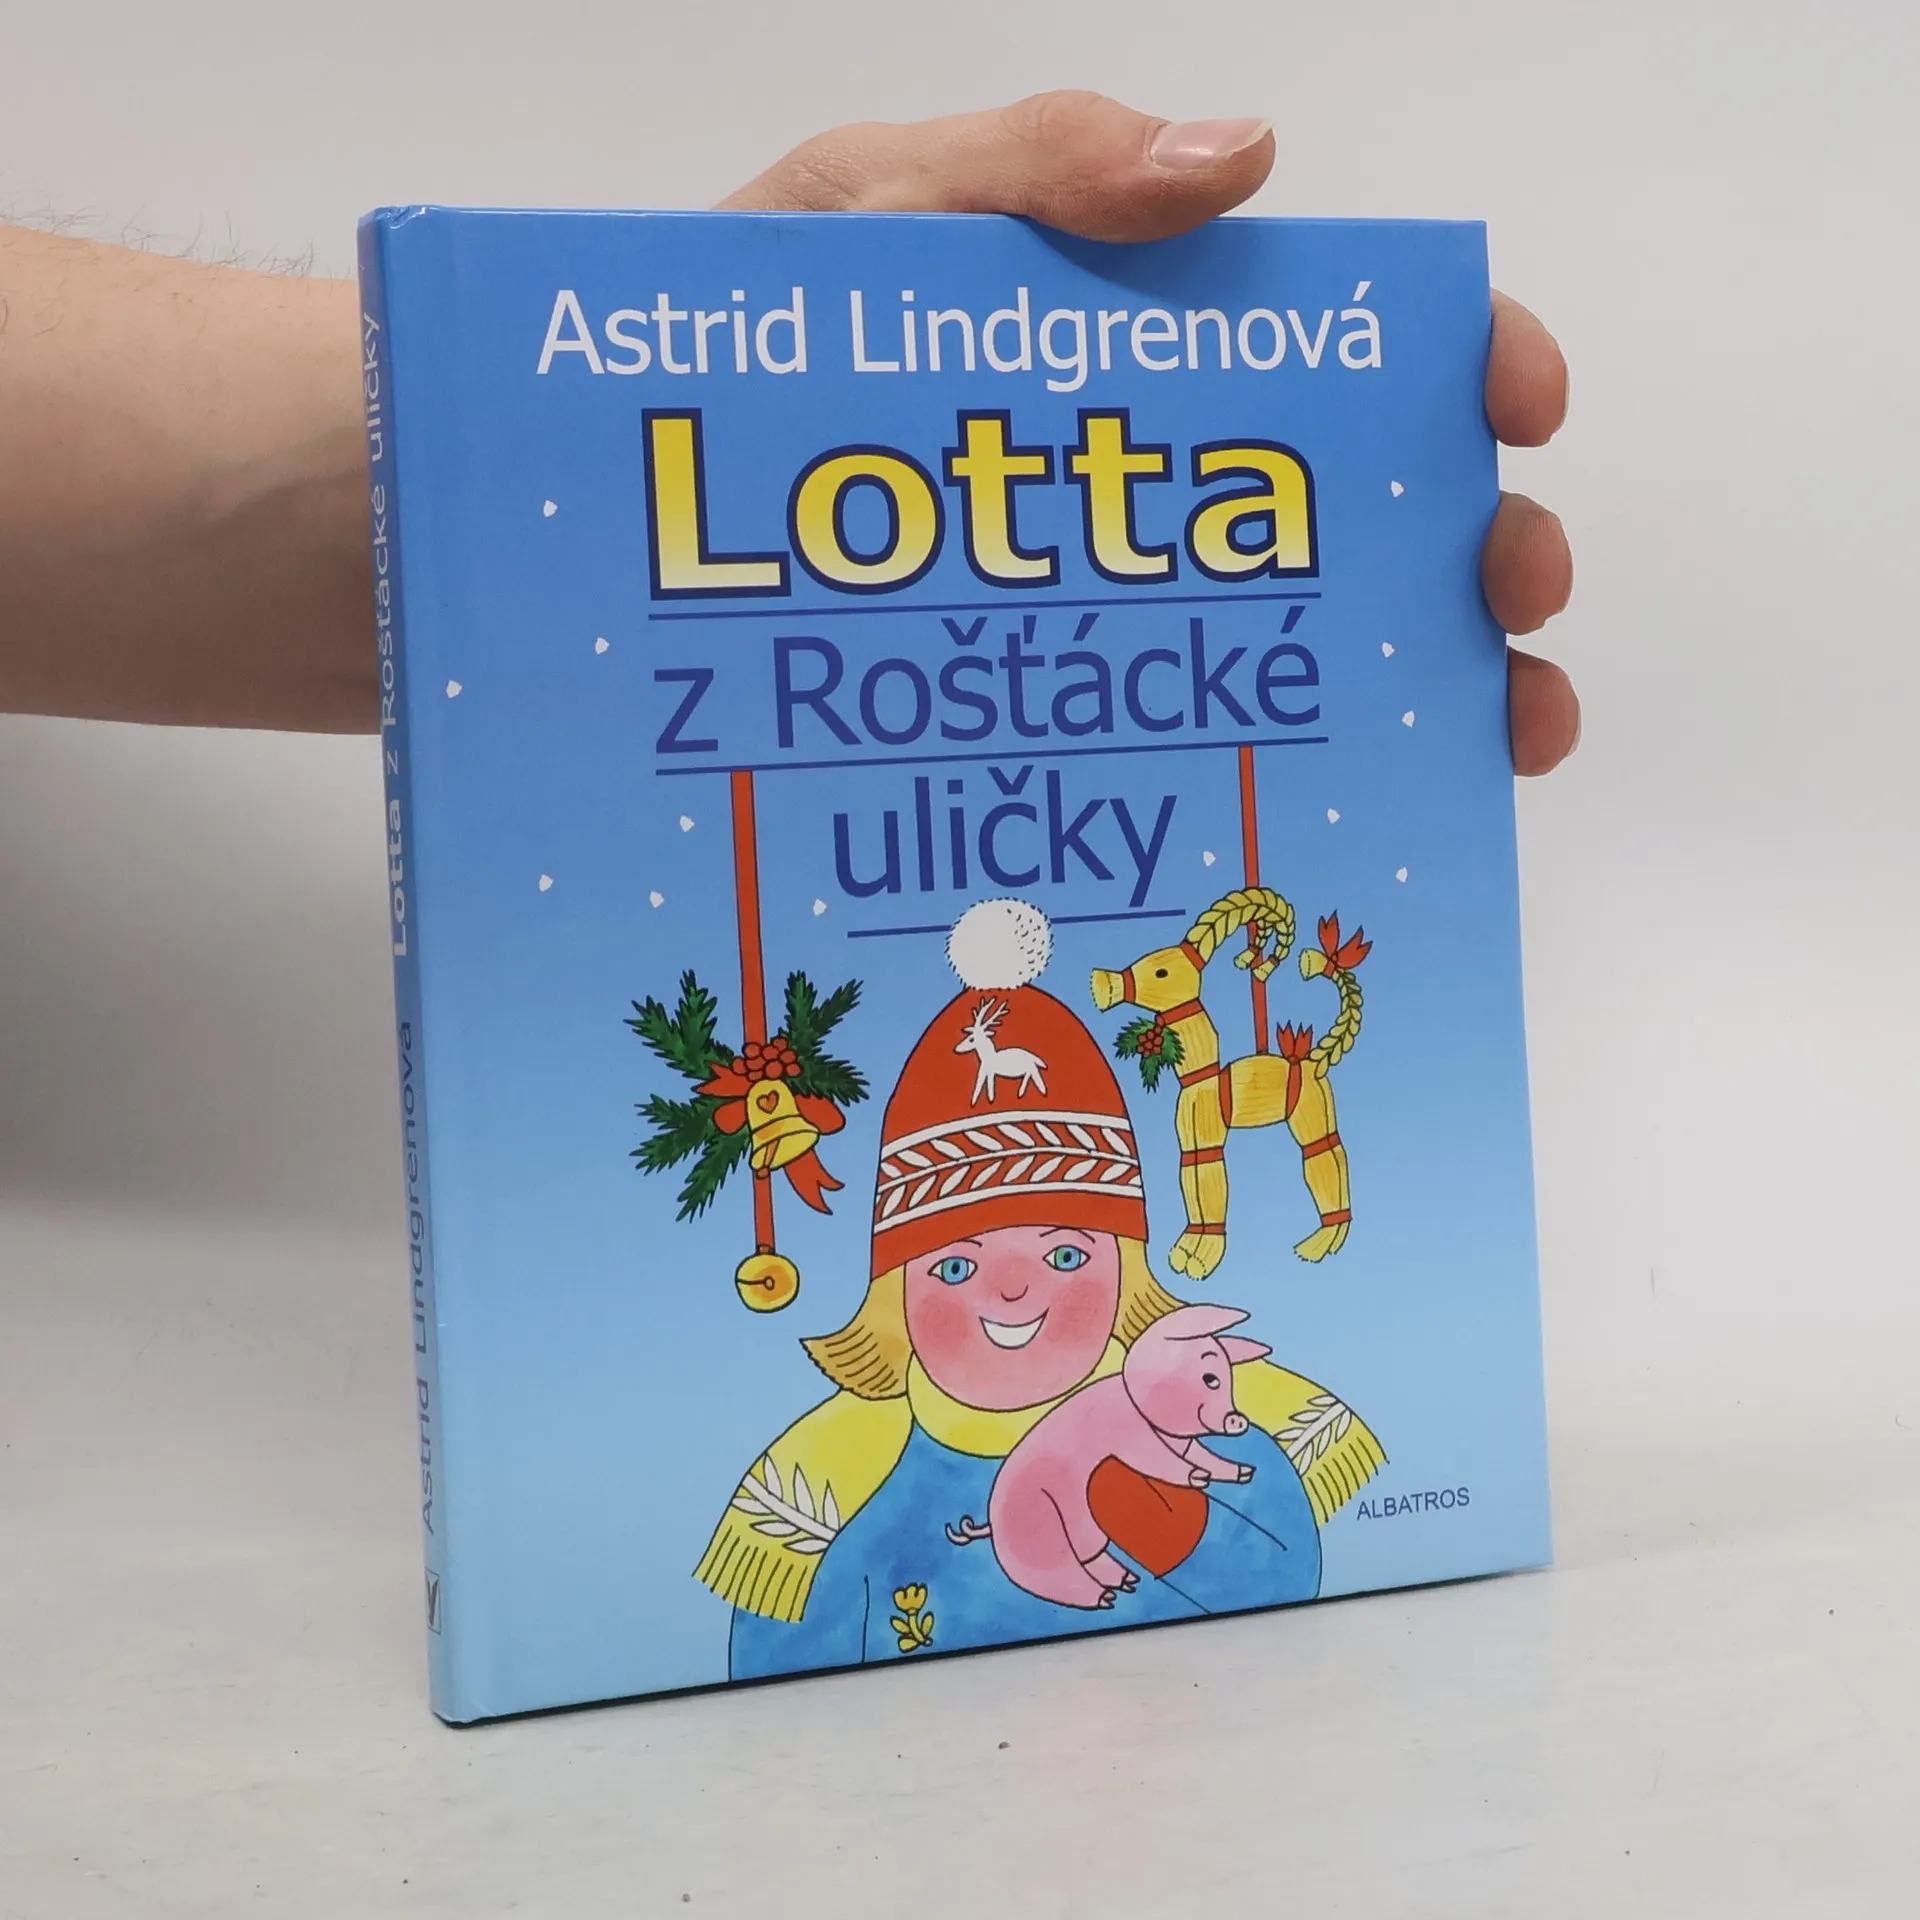 Astrid Lindgrenová
Lotta
z Rošťácké
uličky
ALBATROS
Astrid Lindgrenová Lotta z Rošťácké uličky